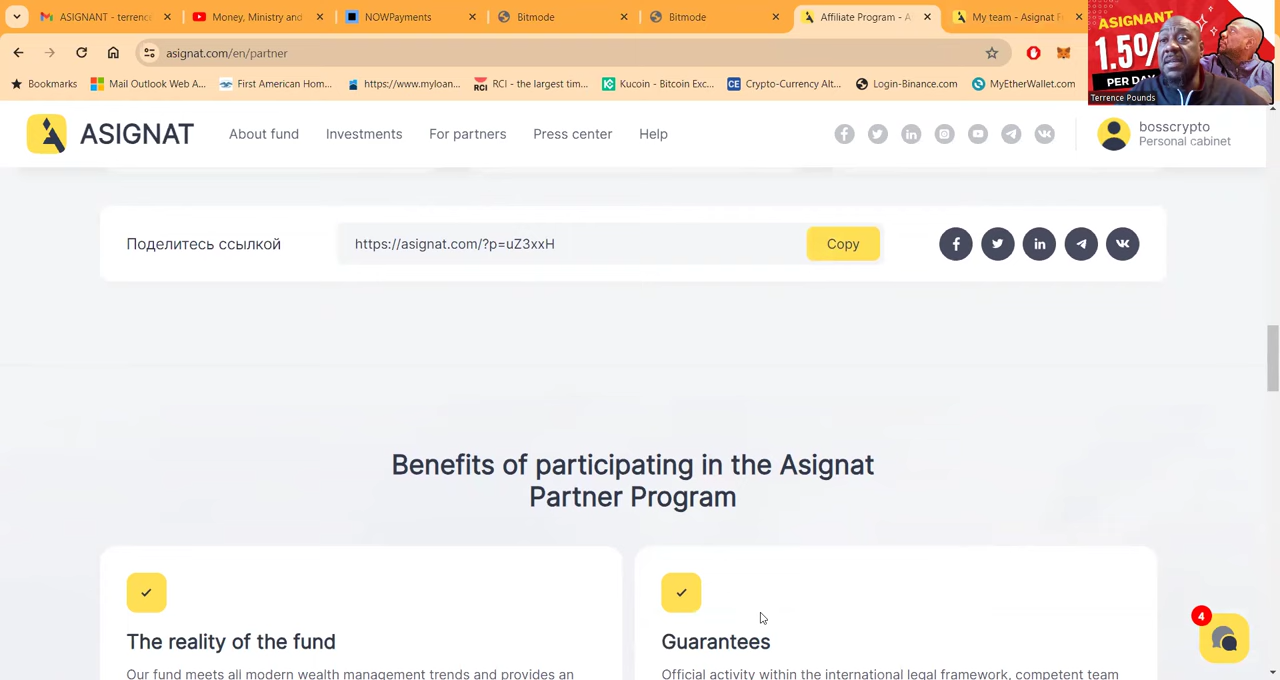 ASIGNANT - terrenc
Money, Ministry and
NOWPayments
Bitmode
Bitmode
Affiliate Program - A
My team - Asignat F
asignat.com/en/partner
Bookmarks
Mail Outlook Web A...
First American Hom...
https://www.myloan...
RCI - the largest tim...
Kucoin - Bitcoin Exc...
Crypto-Currency Alt...
Login-Binance.com
MyEtherWallet.com
ASIGNANT
1.5%
PER DAY
Terrence Pounds
ASIGNAT
About fund
Investments
For partners
Press center
Help
bosscrypto
Personal cabinet
Поделитесь ссылкой
https://asignat.com/?p=uZ3xxH
Copy
Benefits of participating in the Asignat
Partner Program
The reality of the fund
Our fund meets all modern wealth management trends and provides an
Guarantees
Official activity within the international legal framework, competent team
4